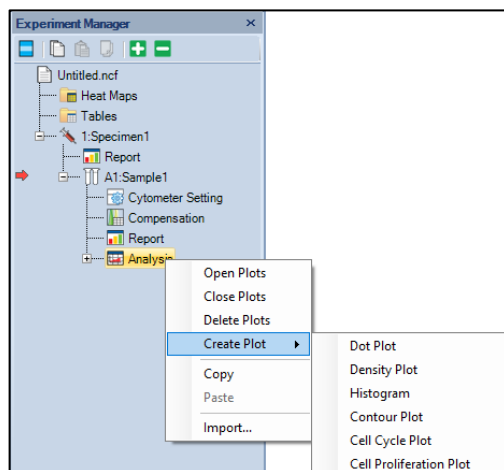 Experiment Manager
Untitled.ncf
Heat Maps
Tables
1:Specimen1
Report
A1:Sample1
Cytometer Setting
Compensation
Report
Analysis
Open Plots
Close Plots
Delete Plots
Create Plot
Copy
Paste
Import...
Dot Plot
Density Plot
Histogram
Contour Plot
Cell Cycle Plot
Cell Proliferation Plot